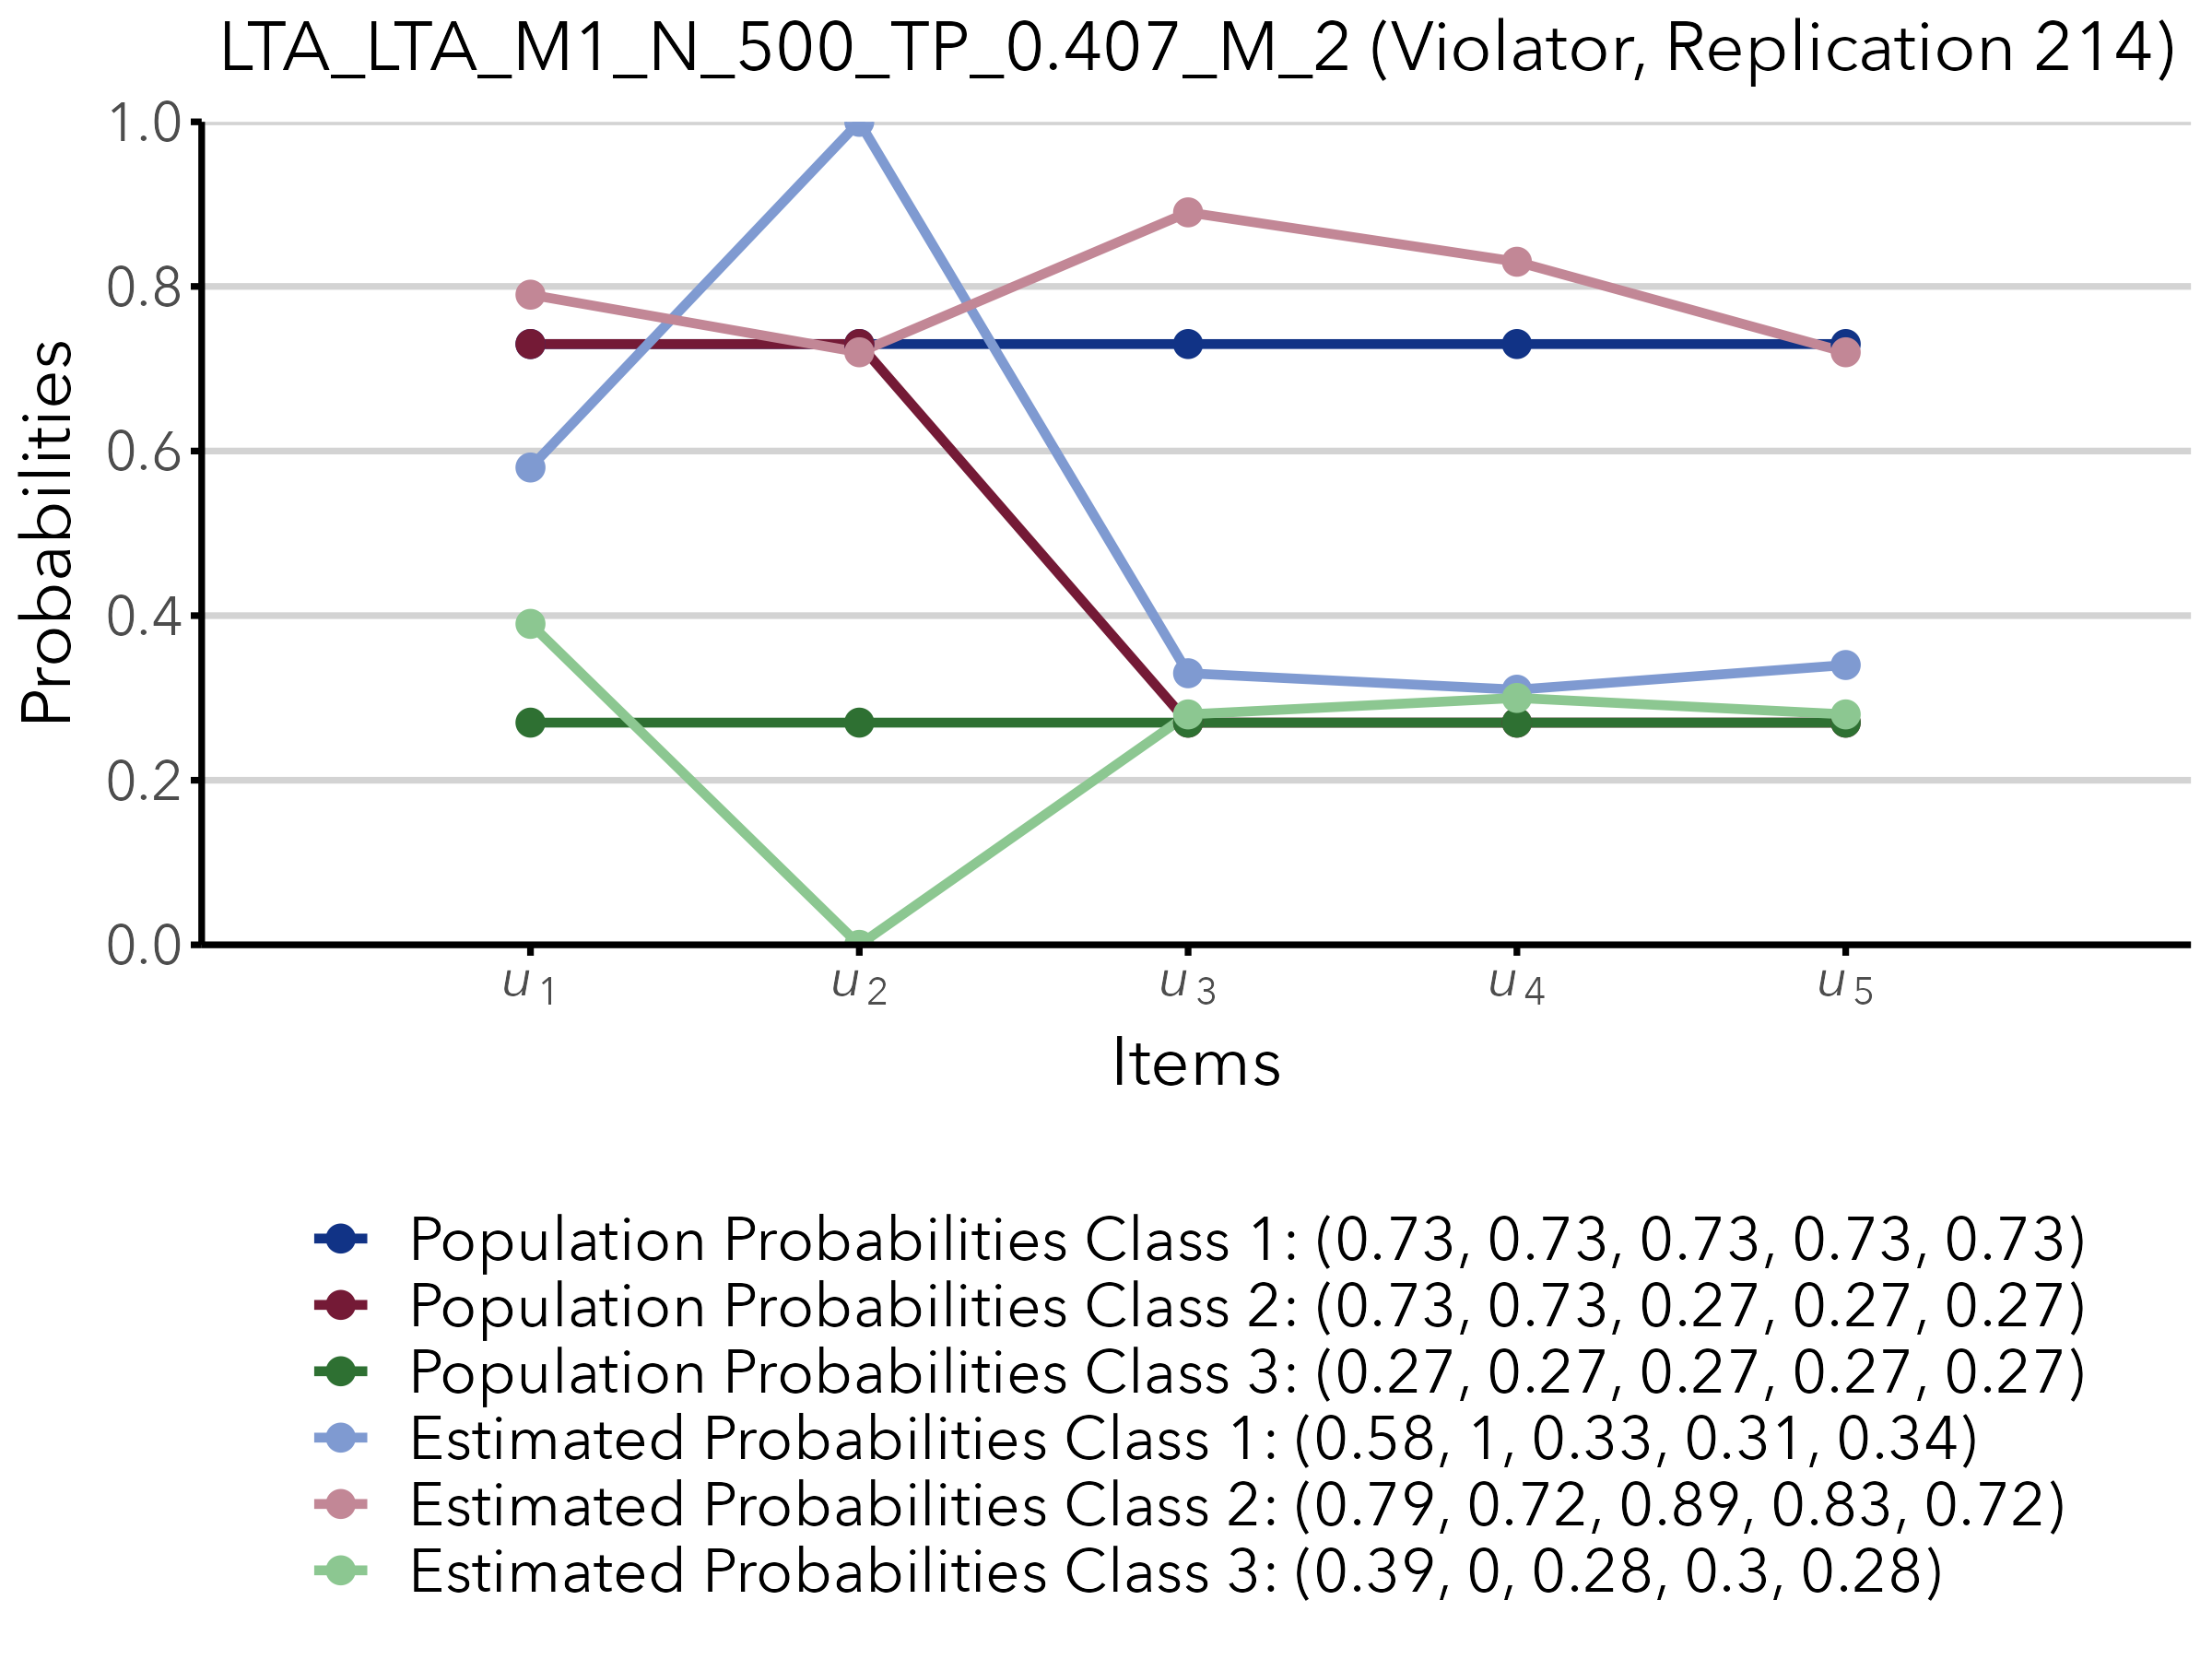 LTA_LTA_M1_N_500_TP_0.407_M_2 (Violator, Replication 214)
Probabilities
1.0
0.8
0.6
0.4
0.2
0.0
u1 u2 u3 u4 u5
Items
Population Probabilities Class 1: (0.73, 0.73, 0.73, 0.73, 0.73)
Population Probabilities Class 2: (0.73, 0.73, 0.27, 0.27, 0.27)
Population Probabilities Class 3: (0.27, 0.27, 0.27, 0.27, 0.27)
Estimated Probabilities Class 1: (0.58, 1, 0.33, 0.31, 0.34)
Estimated Probabilities Class 2: (0.79, 0.72, 0.89, 0.83, 0.72)
Estimated Probabilities Class 3: (0.39, 0, 0.28, 0.3, 0.28)